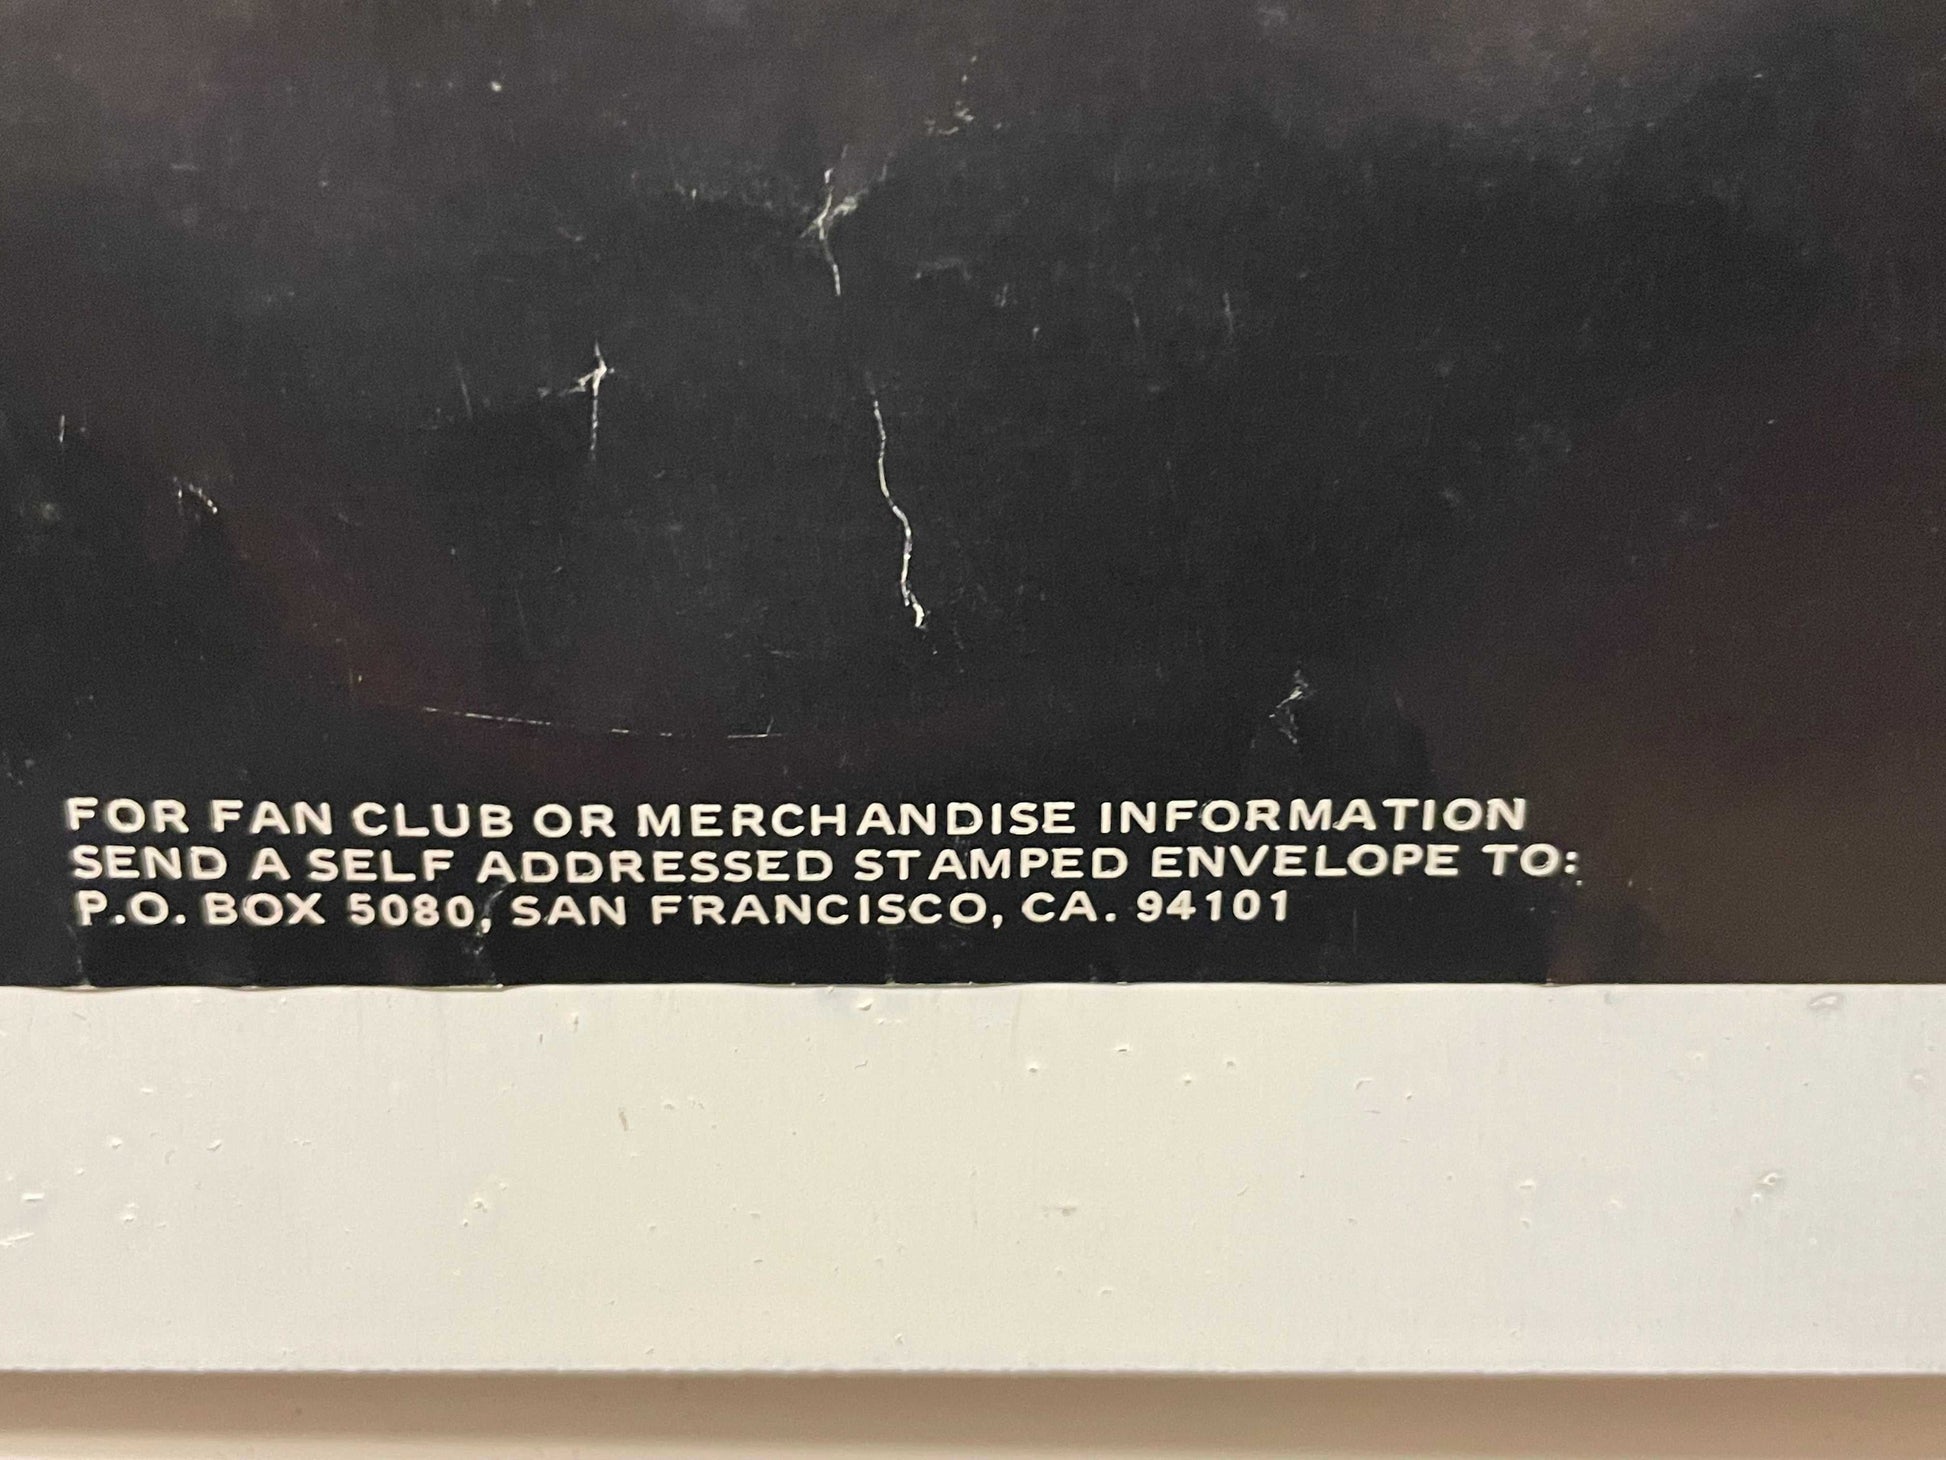 FOR FAN CLUB OR MERCHANDISE INFORMATION
SEND A SELF ADDRESSED STAMPED ENVELOPE TO:
P.O. BOX 5080, SAN FRANCISCO, CA. 94101